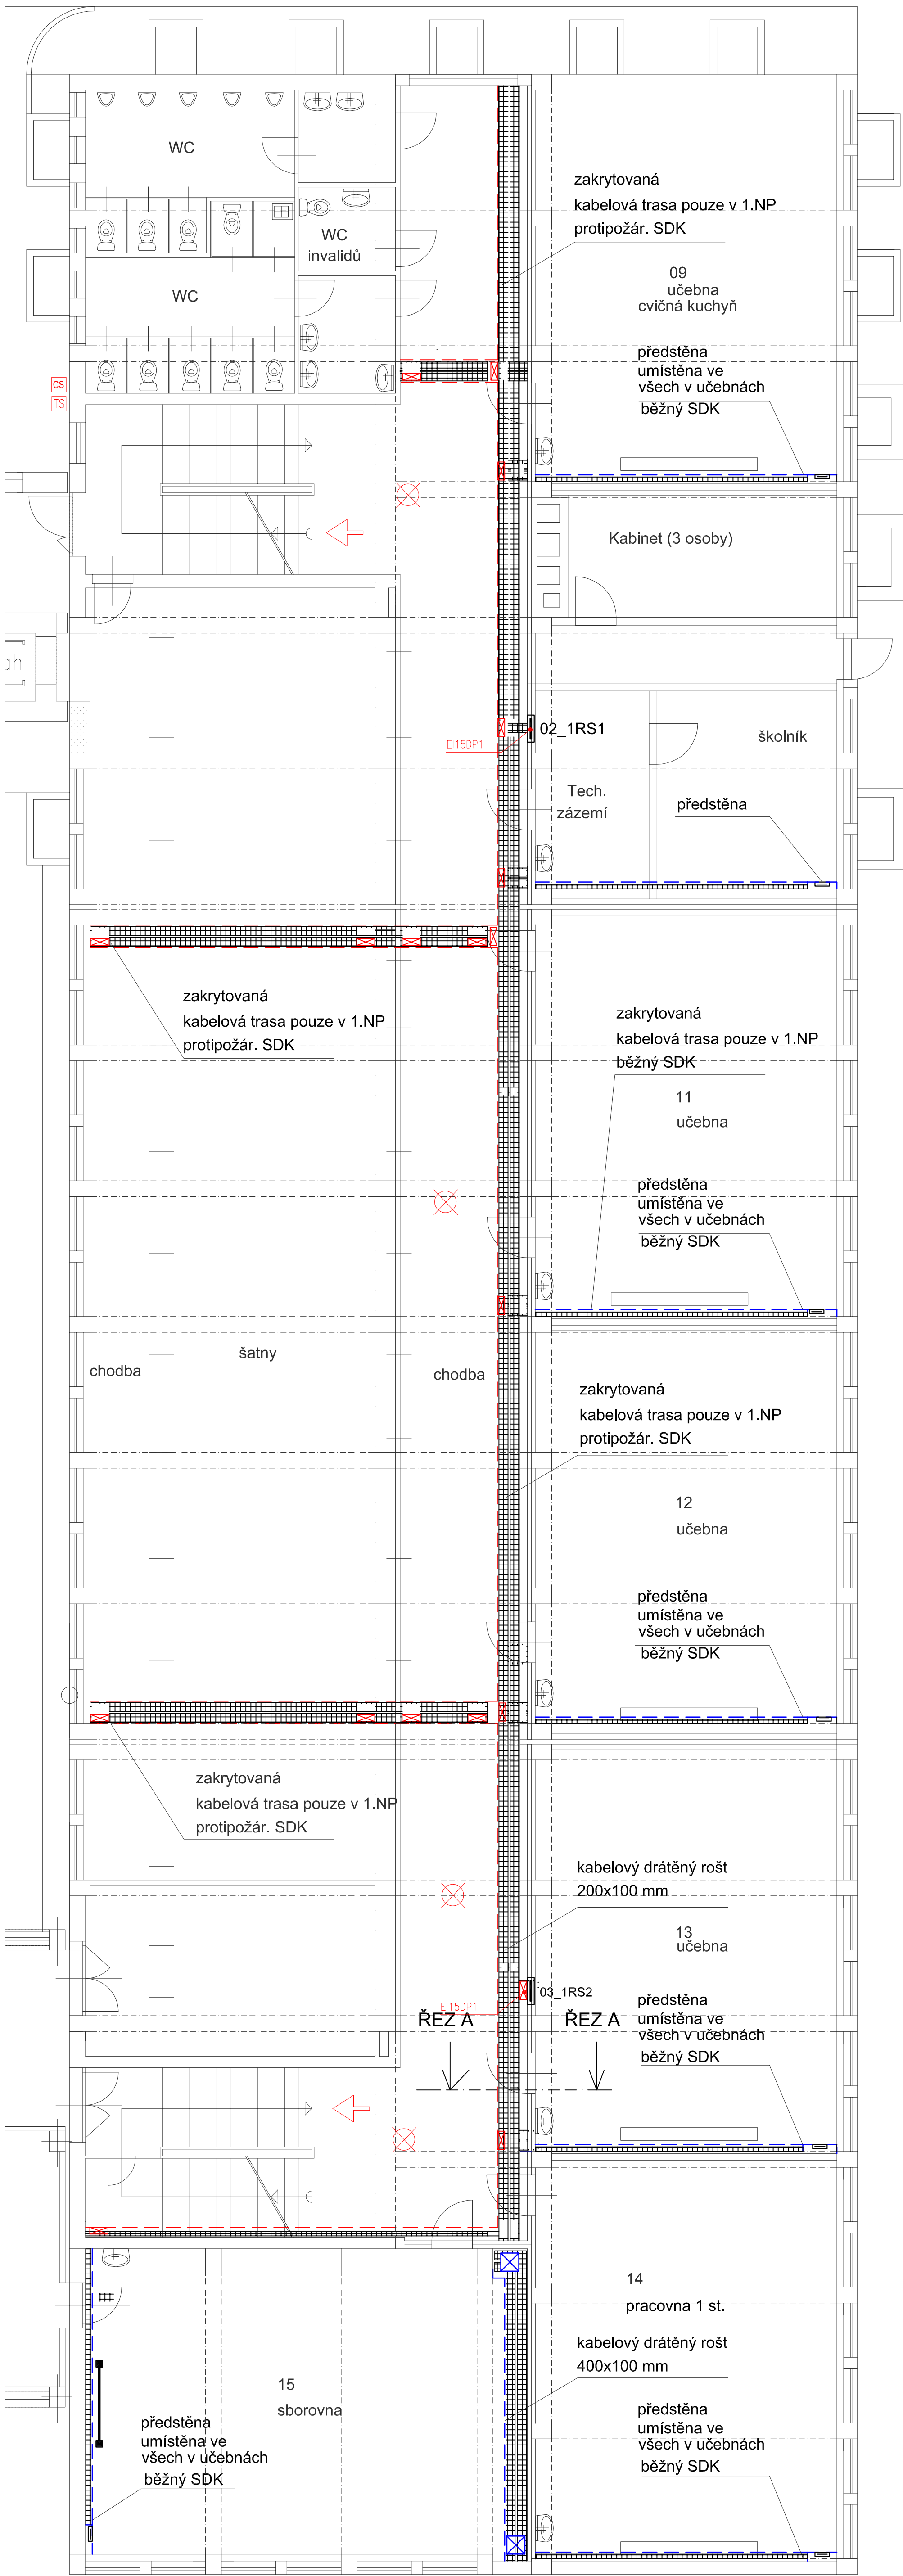 WC
zakrytovaná
kabelová trasa pouze v 1.NP
protipožár. SDK
WC
invalidů
09
učebna
cvičná kuchyň
WC
předstěna
umístěna ve
všech v učebnách
běžný SDK
CS
TS
Kabinet (3 osoby)
ah
02_1RS1
školník
EI15DP1
Tech.
zázemí
předstěna
zakrytovaná
kabelová trasa pouze v 1.NP
protipožár. SDK
zakrytovaná
kabelová trasa pouze v 1.NP
běžný SDK
11
učebna
předstěna
umístěna ve
všech v učebnách
běžný SDK
šatny
chodba
chodba
zakrytovaná
kabelová trasa pouze v 1.NP
protipožár. SDK
12
učebna
předstěna
umístěna ve
všech v učebnách
běžný SDK
zakrytovaná
kabelová trasa pouze v 1.NP
protipožár. SDK
kabelový drátěný rošt
200x100 mm
13
učebna
03_1RS2
EI15DP1
ŘEZ A
ŘEZ A
předstěna
umístěna ve
všech v učebnách
běžný SDK
14
pracovna 1 st.
kabelový drátěný rošt
400x100 mm
15
sborovna
předstěna
umístěna ve
všech v učebnách
běžný SDK
předstěna
umístěna ve
všech v učebnách
běžný SDK